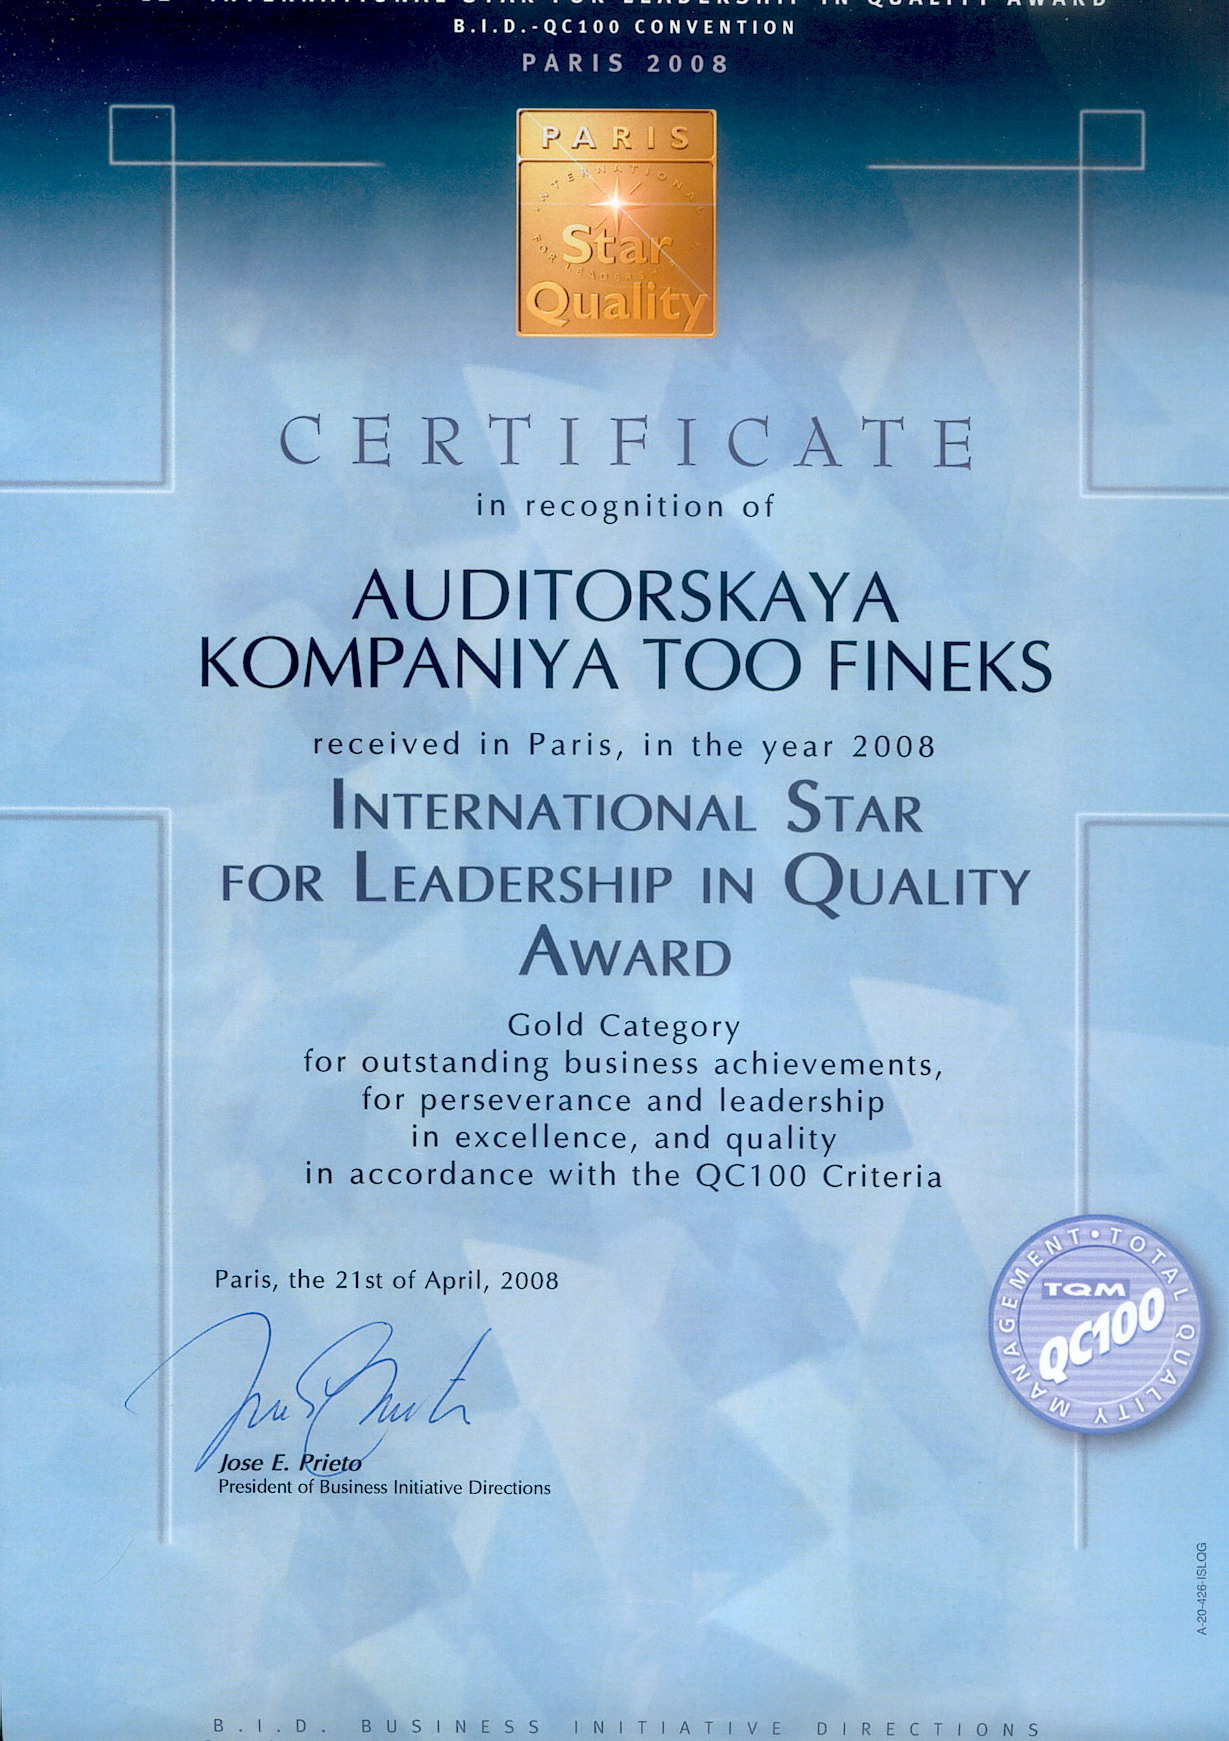 INTERNATIONAL STAR FOR LEADERSHIP IN QUALITY AWARD
B.I.D.-QC100 CONVENTION
PARIS 2008
PARIS
INTERNATIONAL
Star
FOR LEADERSHIP IN
Quality
CERTIFICATE
in recognition of
AUDITORSKAYA
KOMPANIYA TOO FINEKS
received in Paris, in the year 2008
INTERNATIONAL STAR
FOR LEADERSHIP IN QUALITY
AWARD
Gold Category
for outstanding business achievements,
for perseverance and leadership
in excellence, and quality
in accordance with the QC100 Criteria
MANAGEMENT • TOTAL QUALITY
TQM
QC100
Paris, the 21st of April, 2008
Jose E. Prieto
President of Business Initiative Directions
A-20-426-ISLQG
B.I.D. BUSINESS INITIATIVE DIRECTIONS